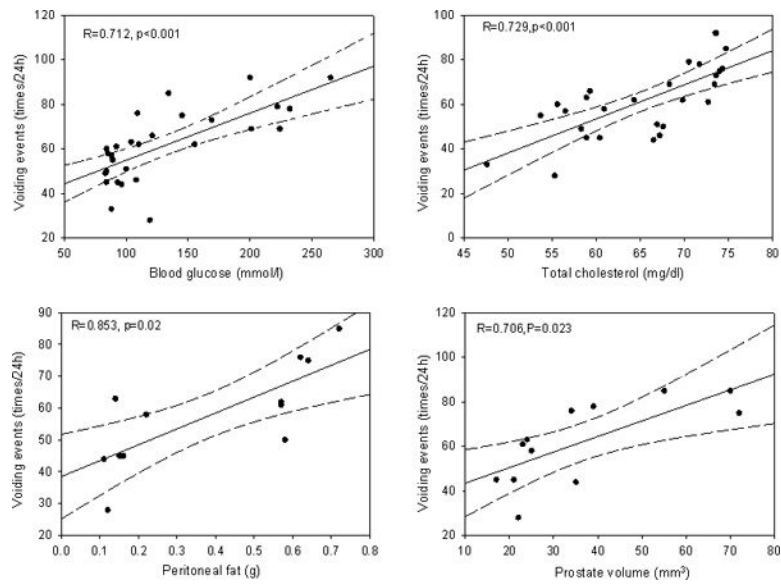 R=0.712, p<0.001
Voiding events (times/24h)
120
100
80
60
40
20
50 100 150 200 250 300
Blood glucose (mmol/l)
R=0.729,p<0.001
Voiding events (times/24h)
100
80
60
40
20
0
45 50 55 60 65 70 75 80
Total cholesterol (mg/dl)
R=0.853, p=0.02
Voiding events (times/24h)
90
80
70
60
50
40
30
20
0.0 0.1 0.2 0.3 0.4 0.5 0.6 0.7 0.8
Peritoneal fat (g)
R=0.706,P=0.023
Voiding events (times/24h)
120
100
80
60
40
20
10 20 30 40 50 60 70 80
Prostate volume (mm³)